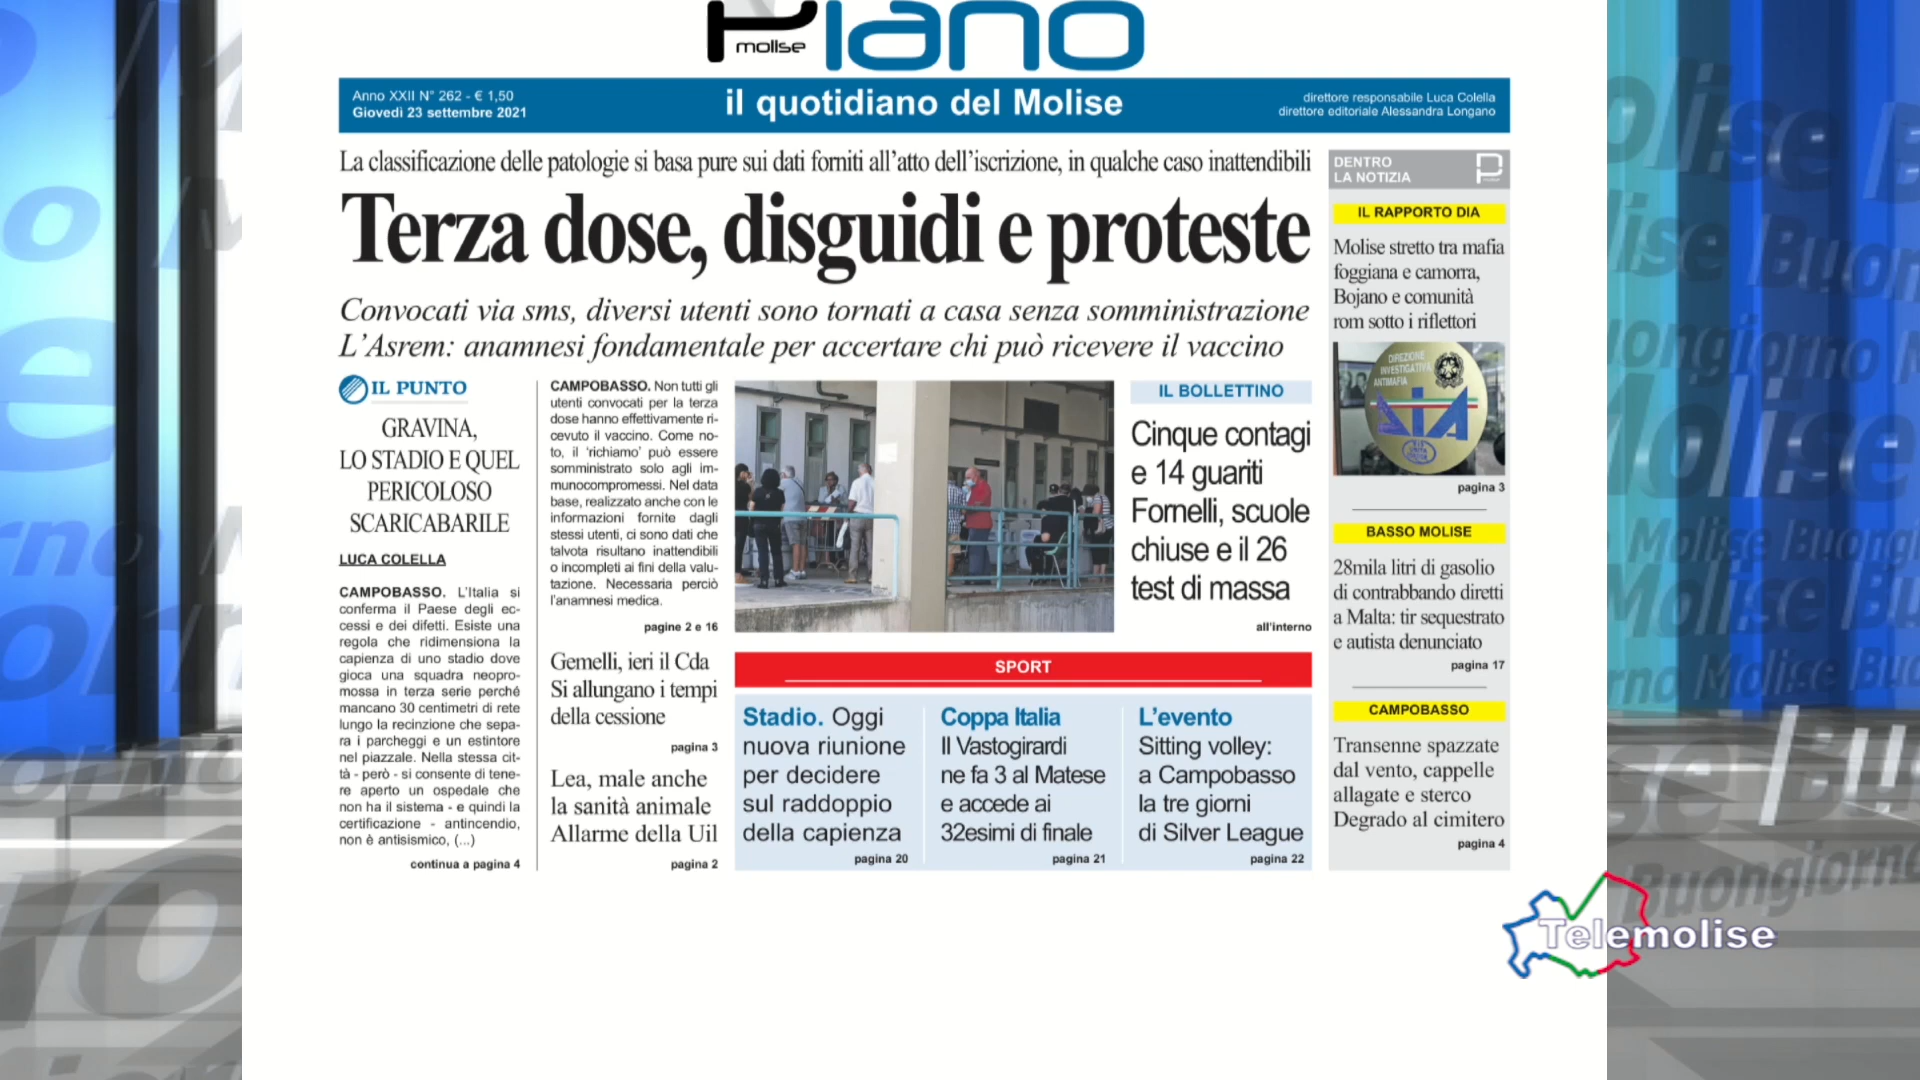 Piano
molise
Anno XXII N° 262 - € 1,50
Giovedì 23 settembre 2021
il quotidiano del Molise
direttore responsabile Luca Colella
direttore editoriale Alessandra Longano
La classificazione delle patologie si basa pure sui dati forniti all'atto dell'iscrizione, in qualche caso inattendibili
Terza dose, disguidi e proteste
Convocati via sms, diversi utenti sono tornati a casa senza somministrazione
L'Asrem: anamnesi fondamentale per accertare chi può ricevere il vaccino
IL PUNTO
GRAVINA,
LO STADIO E QUEL
PERICOLOSO
SCARICABARILE
LUCA COLELLA
CAMPOBASSO. L'Italia si
conferma il Paese degli ec-
cessi e dei difetti. Esiste una
regola che ridimensiona la
capienza di uno stadio dove
gioca una squadra neopro-
mossa in terza serie perché
mancano 30 centimetri di rete
lungo la recinzione che sepa-
ra i parcheggi e un estintore
nel piazzale. Nella stessa cit-
tà - però - si consente di tene-
re aperto un ospedale che
non ha il sistema - e quindi la
certificazione - antincendio,
non è antisismico, (...)
continua a pagina 4
CAMPOBASSO. Non tutti gli
utenti convocati per la terza
dose hanno effettivamente ri-
cevuto il vaccino. Come no-
to, il 'richiamo' può essere
somministrato solo agli im-
munocompromessi. Nel data
base, realizzato anche con le
informazioni fornite dagli
stessi utenti, ci sono dati che
talvota risultano inattendibili
o incompleti ai fini della valu-
tazione. Necessaria perciò
l'anamnesi medica.
pagine 2 e 16
Gemelli, ieri il Cda
Si allungano i tempi
della cessione
pagina 3
Lea, male anche
la sanità animale
Allarme della Uil
pagina 2
IL BOLLETTINO
Cinque contagi
e 14 guariti
Fornelli, scuole
chiuse e il 26
test di massa
all'interno
SPORT
Stadio. Oggi
nuova riunione
per decidere
sul raddoppio
della capienza
pagina 20
Coppa Italia
Il Vastogirardi
ne fa 3 al Matese
e accede ai
32esimi di finale
pagina 21
L'evento
Sitting volley:
a Campobasso
la tre giorni
di Silver League
pagina 22
DENTRO
LA NOTIZIA
IL RAPPORTO DIA
Molise stretto tra mafia
foggiana e camorra,
Bojano e comunità
rom sotto i riflettori
DIREZIONE
INVESTIGATIVA
ANTIMAFIA
DIA
pagina 3
BASSO MOLISE
28mila litri di gasolio
di contrabbando diretti
a Malta: tir sequestrato
e autista denunciato
pagina 17
CAMPOBASSO
Transenne spazzate
dal vento, cappelle
allagate e sterco
Degrado al cimitero
pagina 4
Telemolise
Buongiorno
Molise